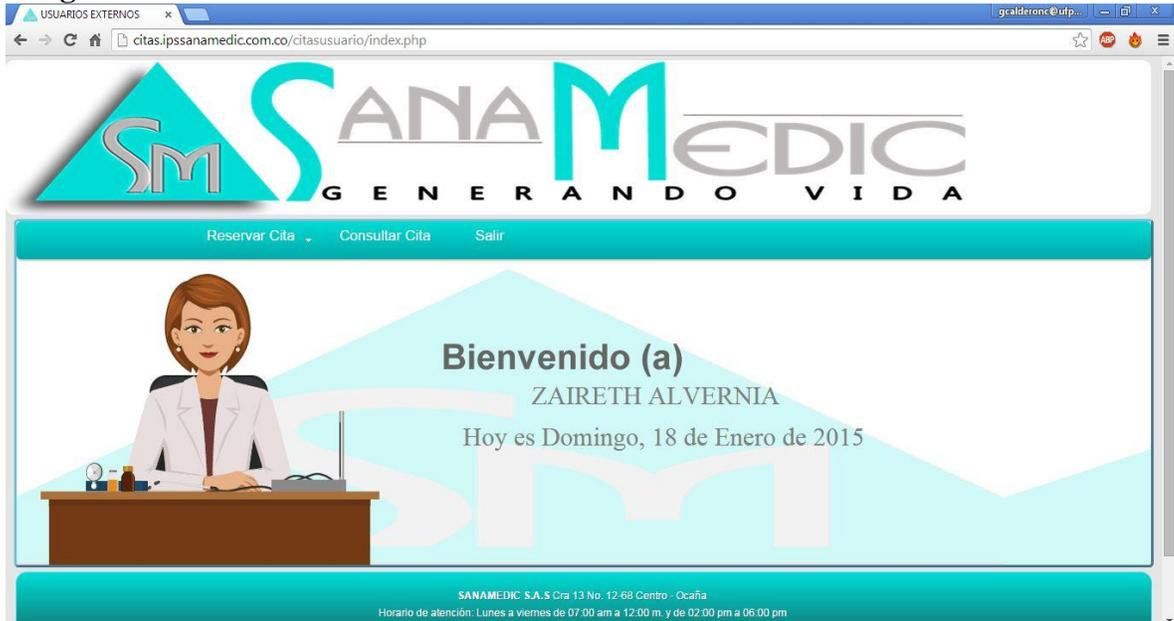 USUARIOS EXTERNOS
gcalderonc@ufp...
citas.ipssanamedic.com.co/citasusuario/index.php
ABP
SM
SANAMEDIC
GENERANDO VIDA
Reservar Cita Consultar Cita Salir
Bienvenido (a)
ZAIRETH ALVERNIA
Hoy es Domingo, 18 de Enero de 2015
SM
SANAMEDIC S.A.S Cra 13 No. 12-68 Centro - Ocaña
Horario de atención: Lunes a viernes de 07:00 am a 12:00 m. y de 02:00 pm a 06:00 pm